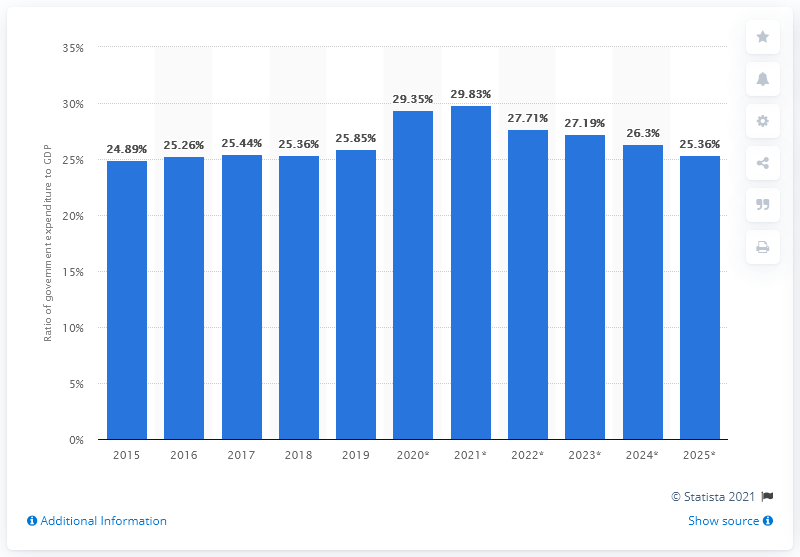 Ratio of government expenditure to GDP
35%
30%
25%
20%
15%
10%
5%
0%
24.89% 25.26% 25.44% 25.36% 25.85% 29.35% 29.83% 27.71% 27.19% 26.3% 25.36%
2015 2016 2017 2018 2019 2020* 2021* 2022* 2023* 2024* 2025*
© Statista 2021
Additional Information Show source